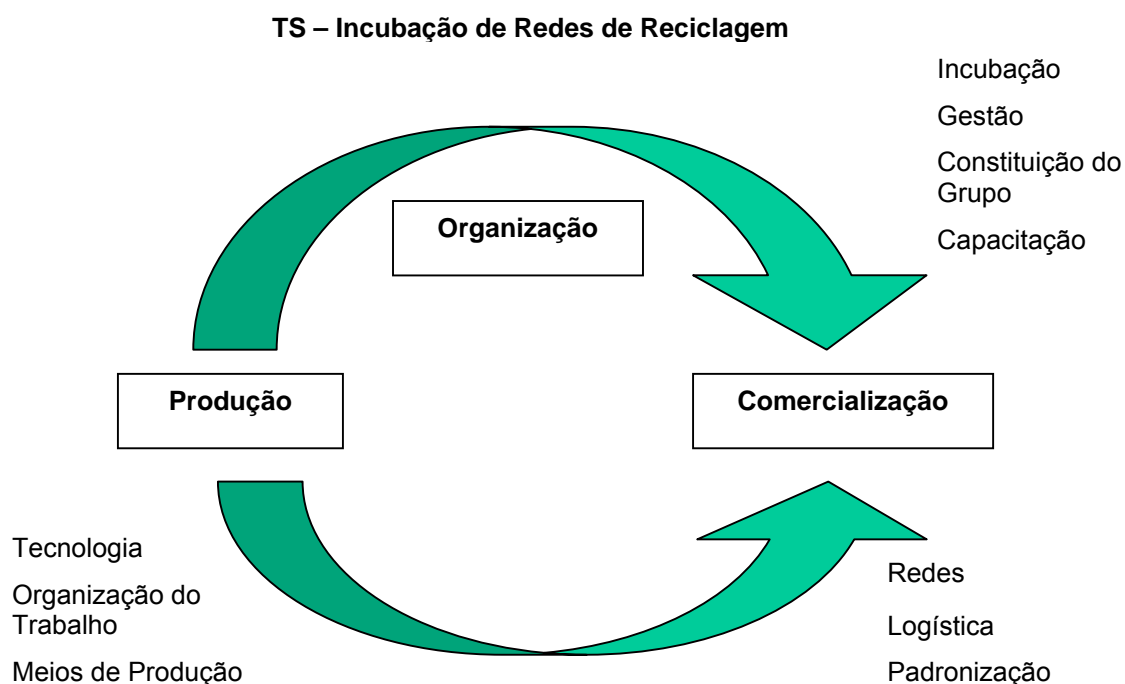 TS – Incubação de Redes de Reciclagem
Incubação
Gestão
Constituição do
Grupo
Capacitação
Organização
Produção
Comercialização
Tecnologia
Organização do
Trabalho
Meios de Produção
Redes
Logística
Padronização